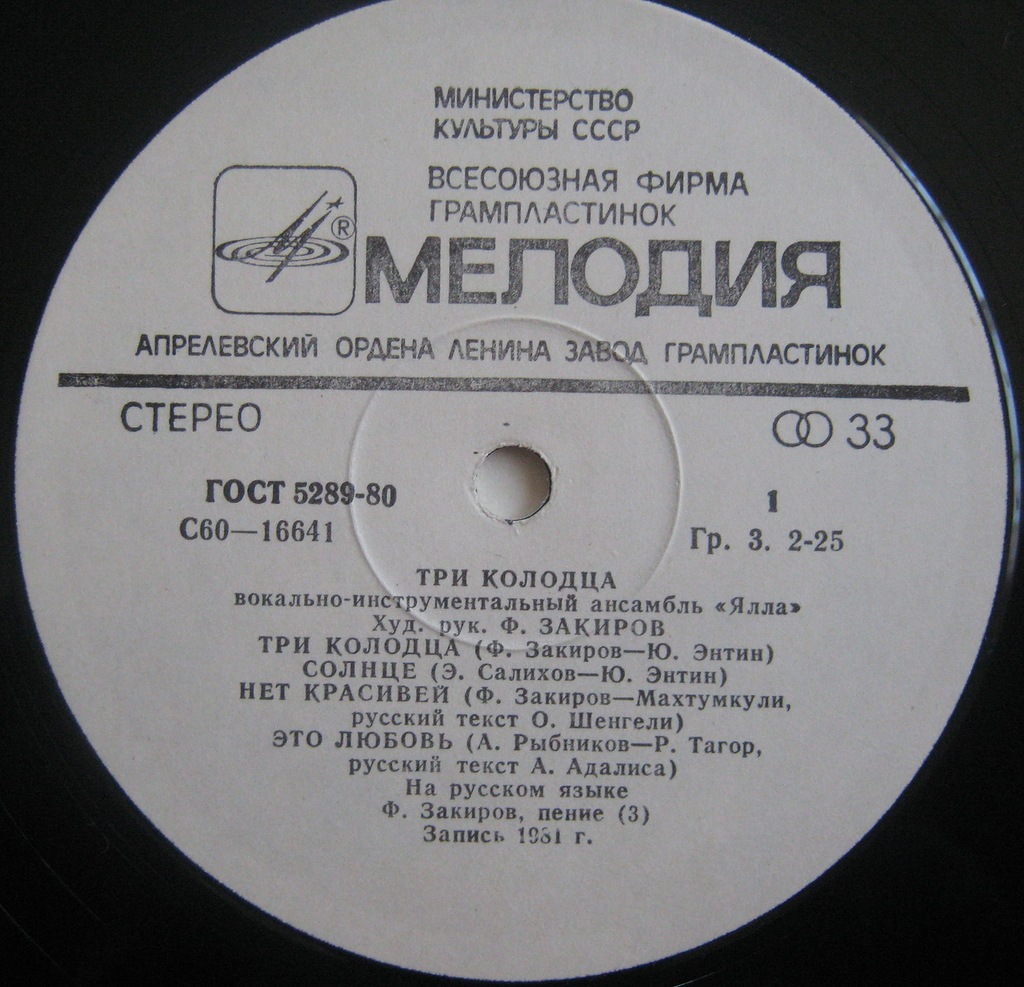 МИНИСТЕРСТВО
КУЛЬТУРЫ СССР
ВСЕСОЮЗНАЯ ФИРМА
ГРАМПЛАСТИНОК
®
МЕЛОДИЯ
АПРЕЛЕВСКИЙ ОРДЕНА ЛЕНИНА ЗАВОД ГРАМПЛАСТИНОК
СТЕРЕО
33
ГОСТ 5289-80
1
С60—16641
Гр. 3. 2-25
ТРИ КОЛОДЦА
вокально-инструментальный ансамбль «Ялла»
Худ. рук. Ф. ЗАКИРОВ
ТРИ КОЛОДЦА (Ф. Закиров—Ю. Энтин)
СОЛНЦЕ (Э. Салихов—Ю. Энтин)
НЕТ КРАСИВЕЙ (Ф. Закиров—Махтумкули,
русский текст О. Шенгели)
ЭТО ЛЮБОВЬ (А. Рыбников—Р. Тагор,
русский текст А. Адалиса)
На русском языке
Ф. Закиров, пение (3)
Запись 1981 г.